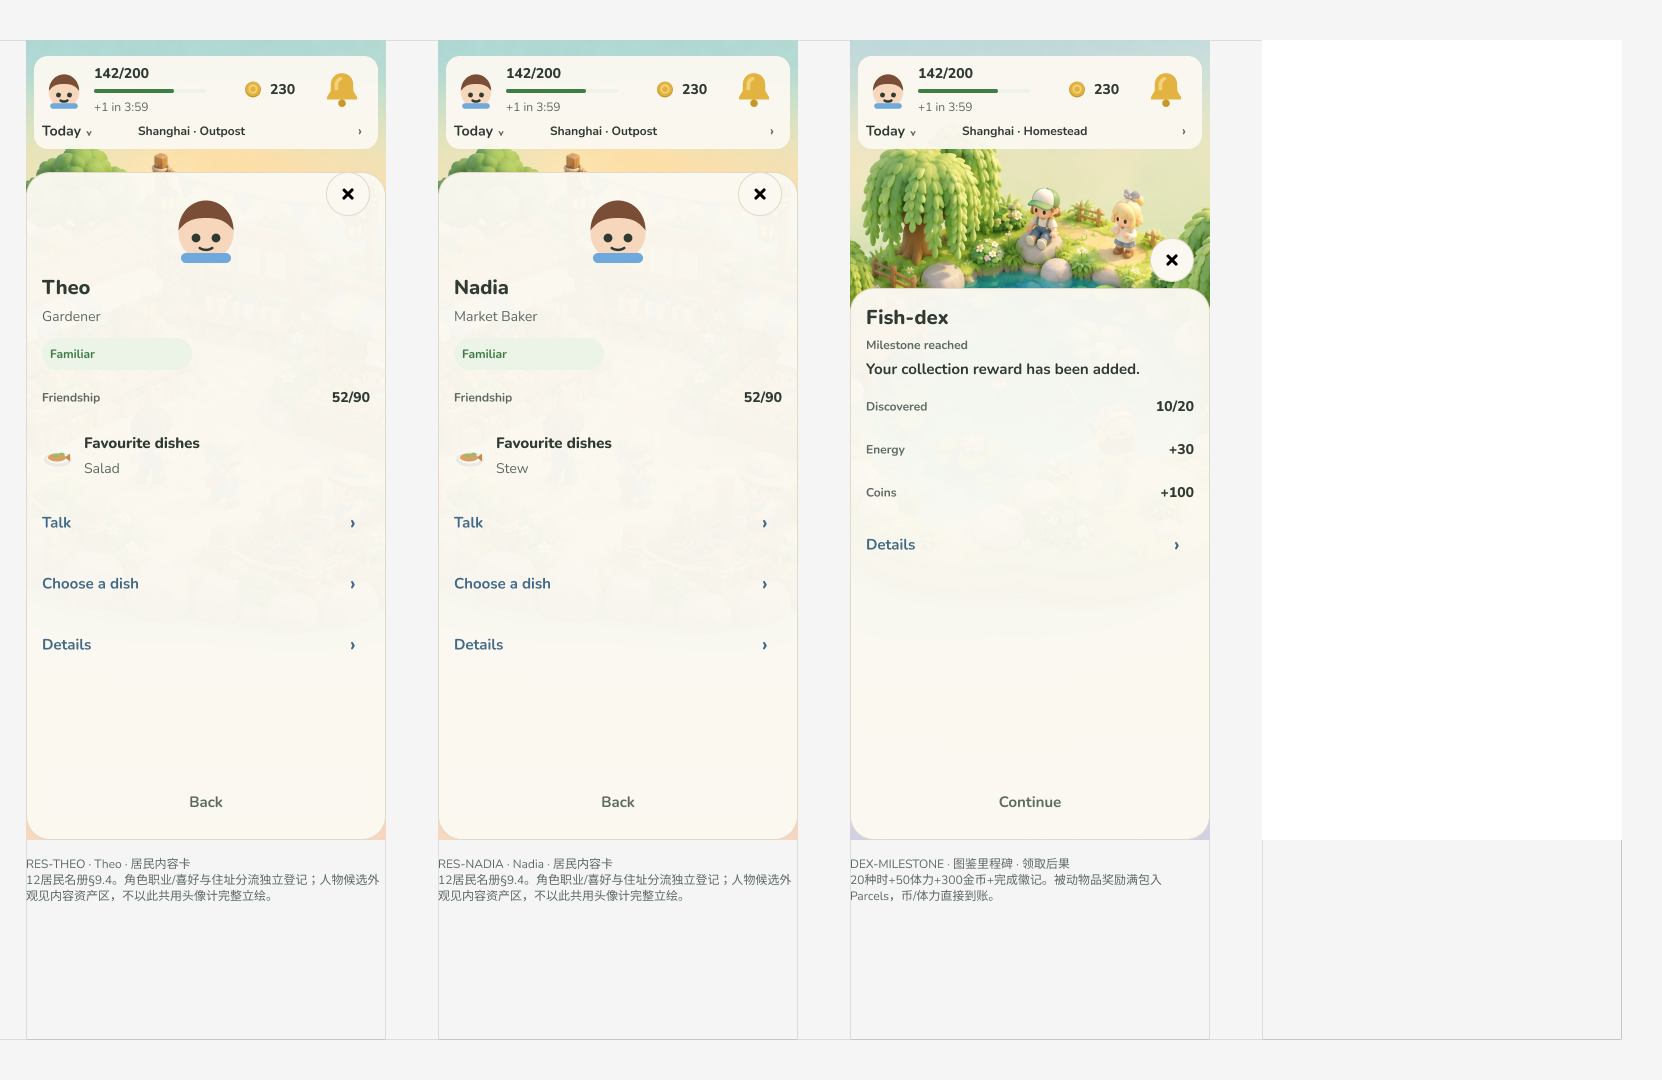 142/200
230
+1 in 3:59
Today ˅ Shanghai · Outpost ›
Theo
Gardener
Familiar
Friendship 52/90
Favourite dishes
Salad
Talk ›
Choose a dish ›
Details ›
Back
RES-THEO · Theo · 居民内容卡
12居民名册§9.4。角色职业/喜好与住址分流独立登记；人物候选外
观见内容资产区，不以此共用头像计完整立绘。
142/200
230
+1 in 3:59
Today ˅ Shanghai · Outpost ›
Nadia
Market Baker
Familiar
Friendship 52/90
Favourite dishes
Stew
Talk ›
Choose a dish ›
Details ›
Back
RES-NADIA · Nadia · 居民内容卡
12居民名册§9.4。角色职业/喜好与住址分流独立登记；人物候选外
观见内容资产区，不以此共用头像计完整立绘。
142/200
230
+1 in 3:59
Today ˅ Shanghai · Homestead ›
Fish-dex
Milestone reached
Your collection reward has been added.
Discovered 10/20
Energy +30
Coins +100
Details ›
Continue
DEX-MILESTONE · 图鉴里程碑 · 领取后果
20种时+50体力+300金币+完成徽记。被动物品奖励满包入
Parcels，币/体力直接到账。